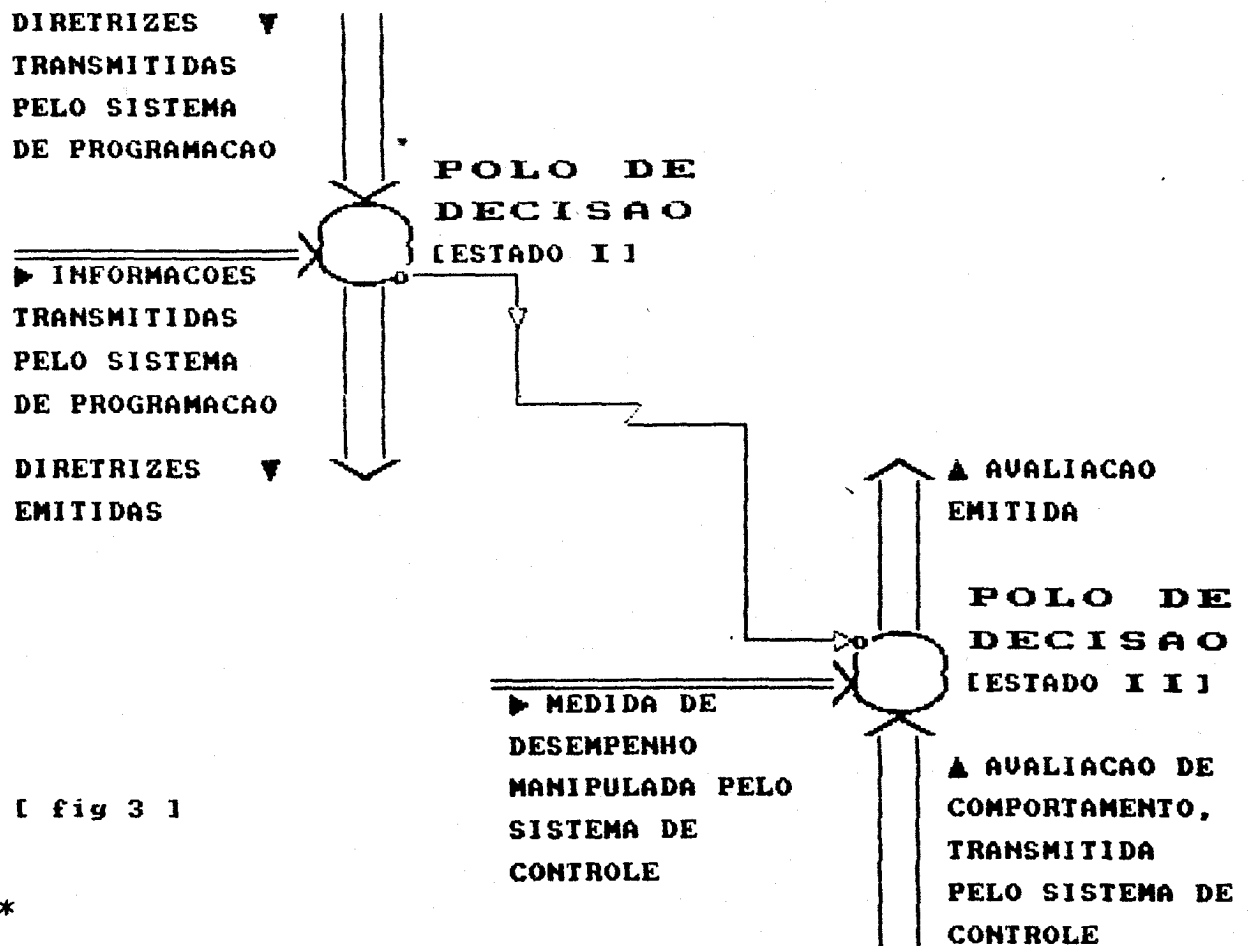 DIRETRIZES ▼
TRANSMITIDAS
PELO SISTEMA
DE PROGRAMACAO
*
POLO DE
DECISAO
[ESTADO I]
▶ INFORMACOES
TRANSMITIDAS
PELO SISTEMA
DE PROGRAMACAO
DIRETRIZES ▼
EMITIDAS
▲ AVALIACAO
EMITIDA
POLO DE
DECISAO
[ESTADO II]
▶ MEDIDA DE
DESEMPENHO
MANIPULADA PELO
SISTEMA DE
CONTROLE
▲ AVALIACAO DE
COMPORTAMENTO,
TRANSMITIDA
PELO SISTEMA DE
CONTROLE
[ fig 3 ]
*